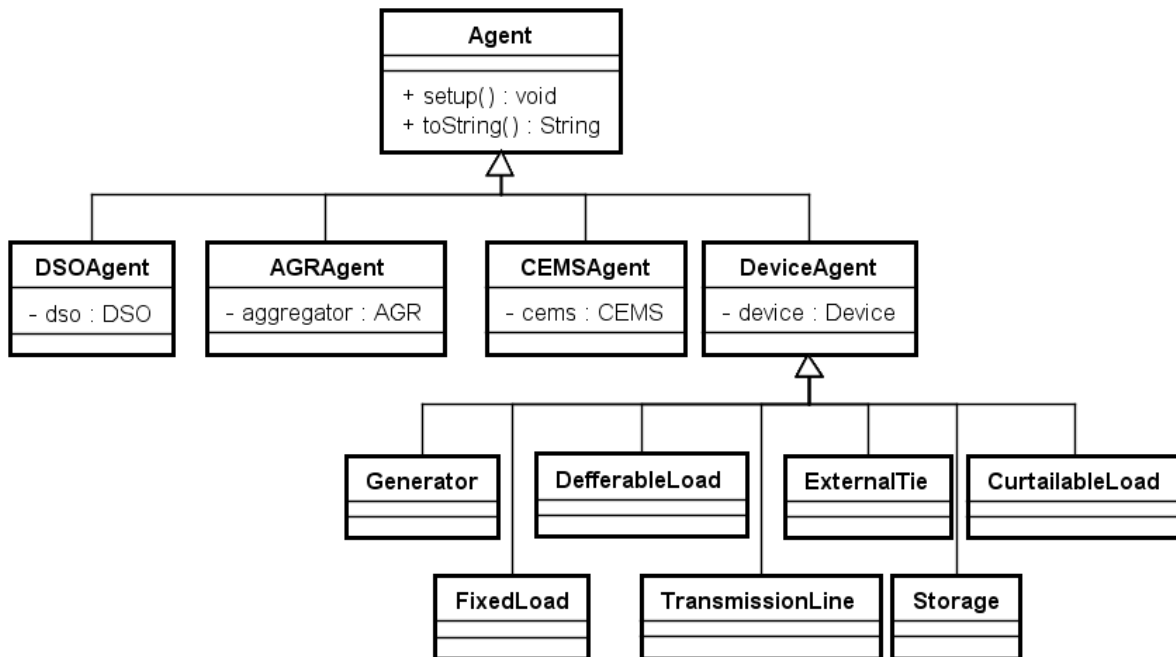 Agent
+ setup() : void
+ toString() : String
DSOAgent
- dso : DSO
AGRAgent
- aggregator : AGR
CEMSAgent
- cems : CEMS
DeviceAgent
- device : Device
Generator
DefferableLoad
ExternalTie
CurtailableLoad
FixedLoad
TransmissionLine
Storage